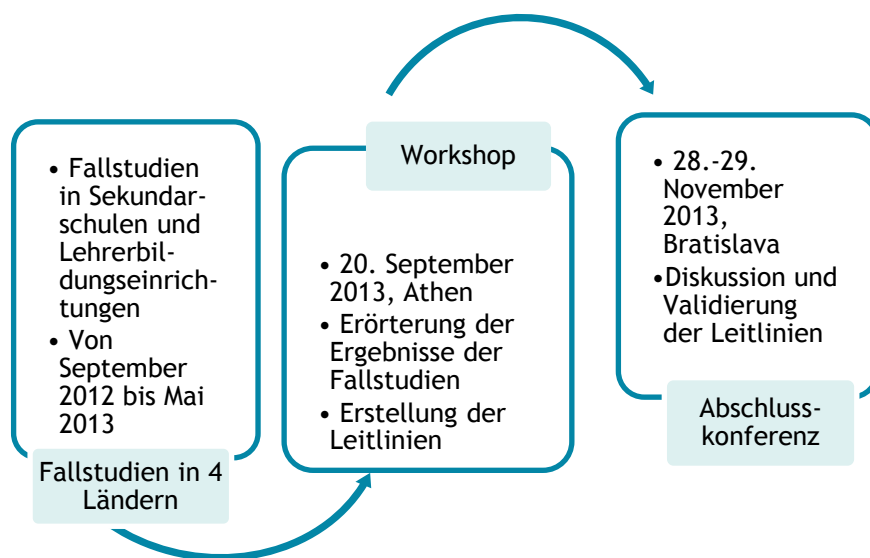 • Fallstudien
in Sekundar-
schulen und
Lehrerbil-
dungseinrich-
tungen
• Von
September
2012 bis Mai
2013
Fallstudien in 4
Ländern
Workshop
• 20. September
2013, Athen
• Erörterung der
Ergebnisse der
Fallstudien
• Erstellung der
Leitlinien
• 28.-29.
November
2013,
Bratislava
•Diskussion und
Validierung
der Leitlinien
Abschluss-
konferenz